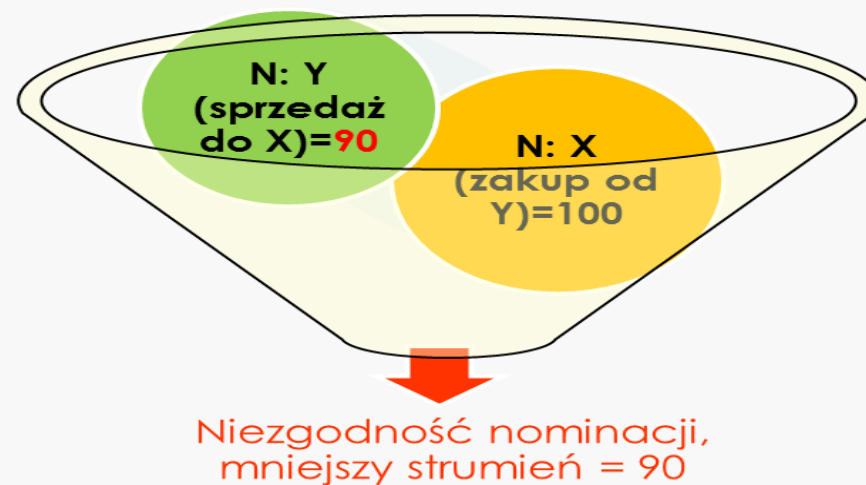 N: Y
(sprzedaż
do X)=90
N: X
(zakup od
Y)=100
Niezgodność nominacji,
mniejszy strumień = 90